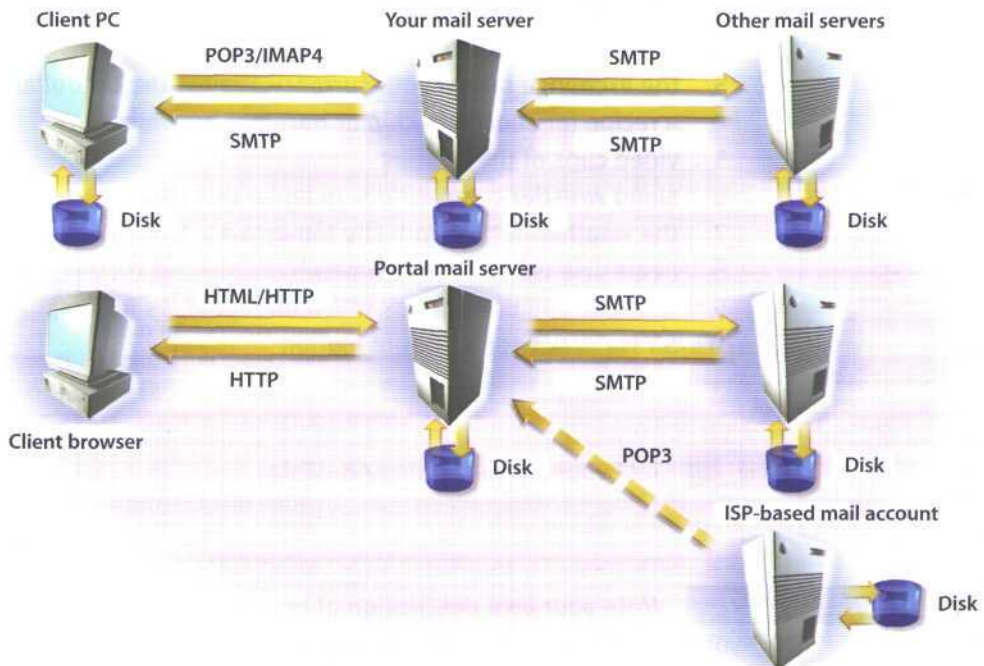 Client PC
Your mail server
Other mail servers
POP3/IMAP4
SMTP
SMTP
SMTP
Disk
Disk
Disk
Portal mail server
HTML/HTTP
SMTP
HTTP
SMTP
Client browser
Disk
POP3
Disk
ISP-based mail account
Disk